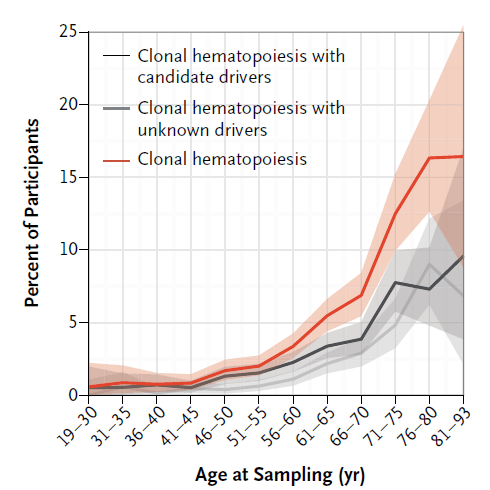 25
Clonal hematopoiesis with
candidate drivers
20
Clonal hematopoiesis with
unknown drivers
Clonal hematopoiesis
15
10
5
0
Percent of Participants
19–30
31–35
36–40
41–45
46–50
51–55
56–60
61–65
66–70
71–75
76–80
81–93
Age at Sampling (yr)